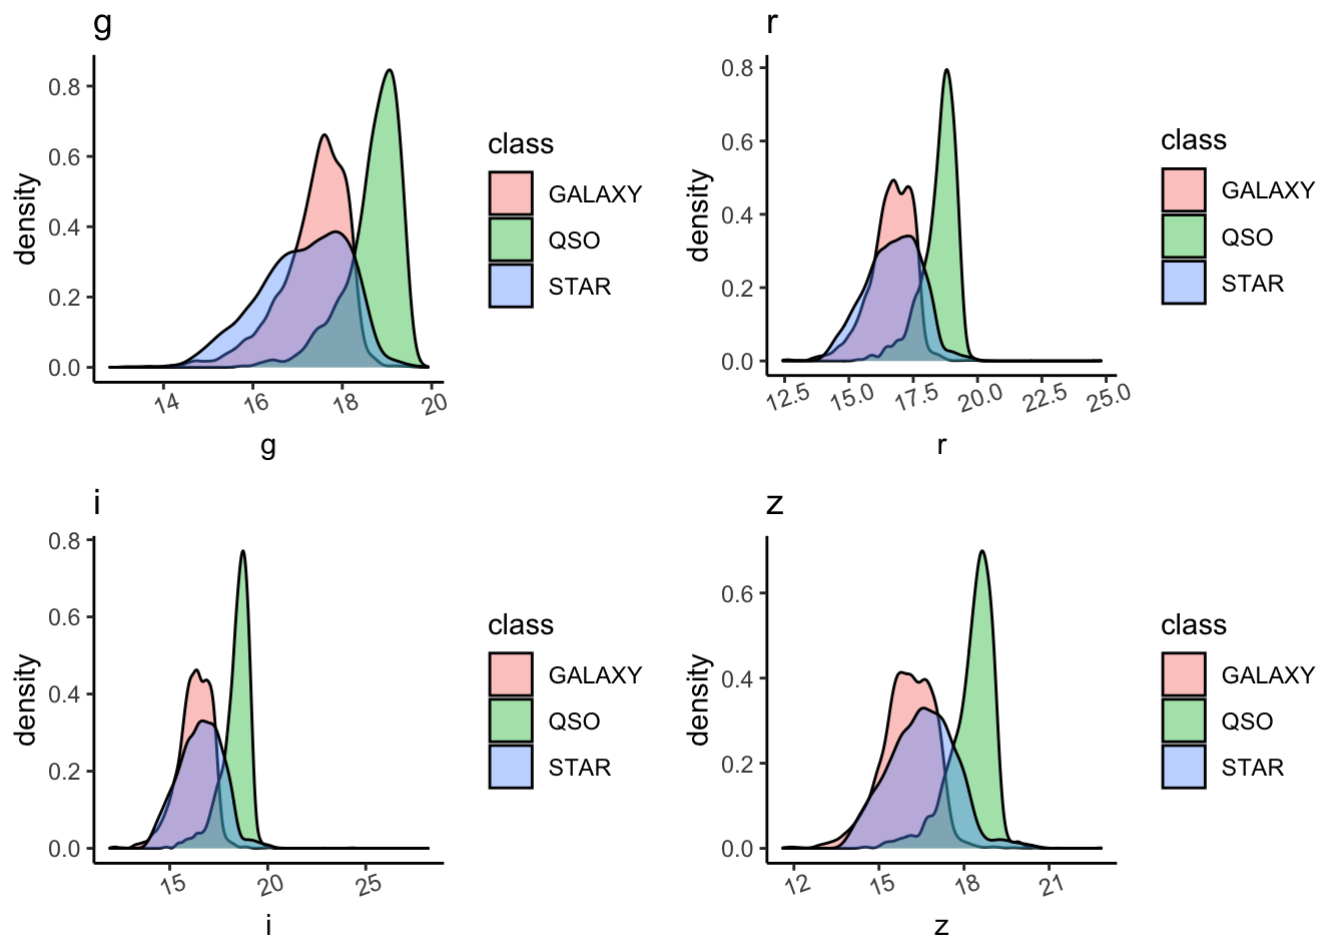 g
density
0.8
0.6
0.4
0.2
0.0
14
16
18
20
g
class
GALAXY
QSO
STAR
r
density
0.8
0.6
0.4
0.2
0.0
12.5
15.0
17.5
20.0
22.5
25.0
r
class
GALAXY
QSO
STAR
i
density
0.8
0.6
0.4
0.2
0.0
15
20
25
i
class
GALAXY
QSO
STAR
z
density
0.6
0.4
0.2
0.0
12
15
18
21
z
class
GALAXY
QSO
STAR